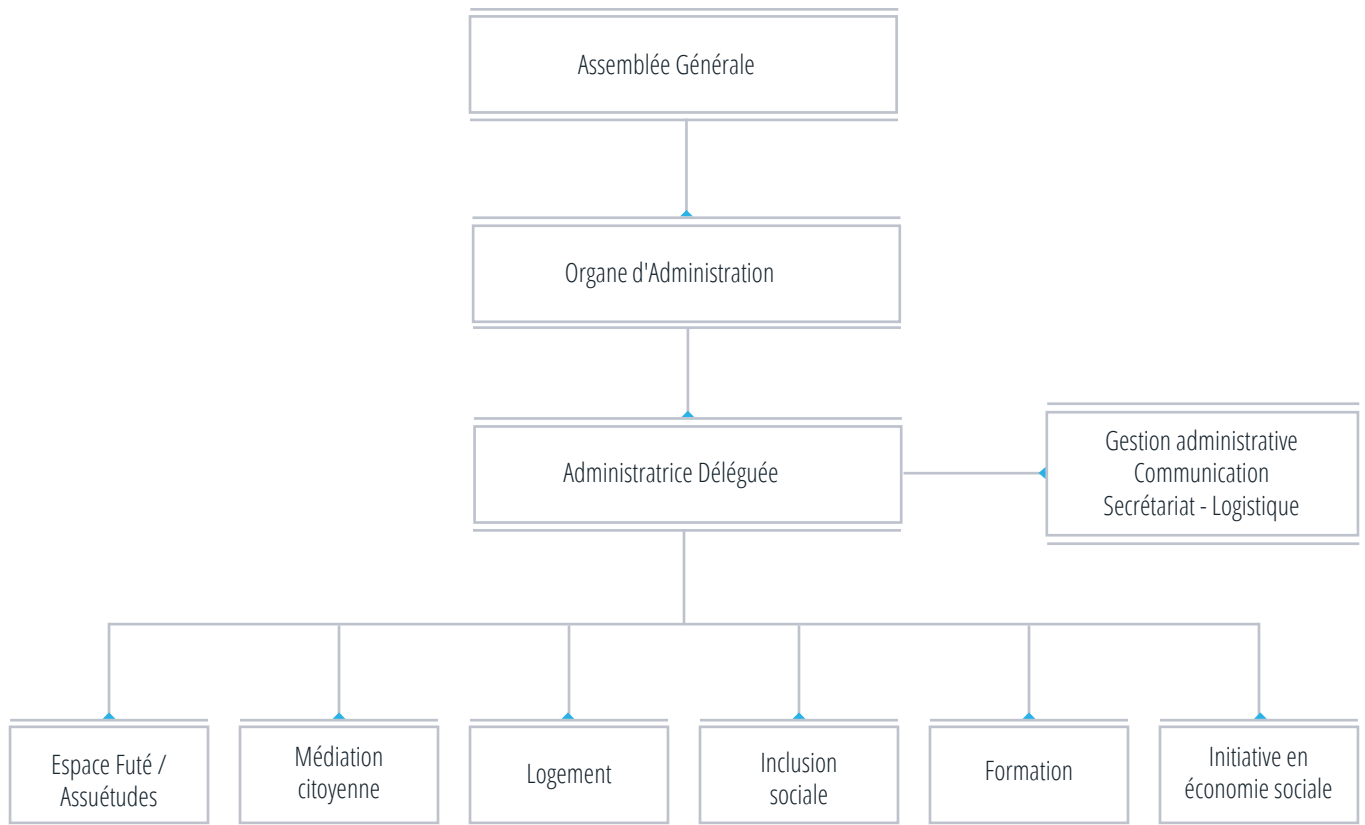 Assemblée Générale
Organe d'Administration
Administratrice Déléguée
Gestion administrative
Communication
Secrétariat - Logistique
Espace Futé /
Assuétudes
Médiation
citoyenne
Logement
Inclusion
sociale
Formation
Initiative en
économie sociale